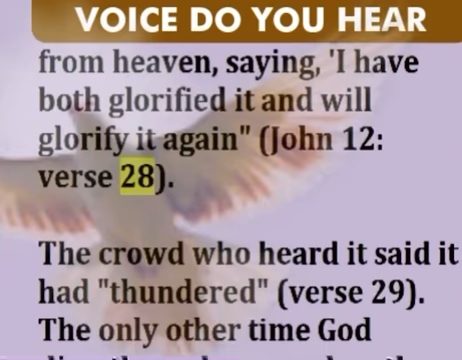 VOICE DO YOU HEAR
from heaven, saying, 'I have
both glorified it and will
glorify it again" (John 12:
verse 28).
The crowd who heard it said it
had "thundered" (verse 29).
The only other time God